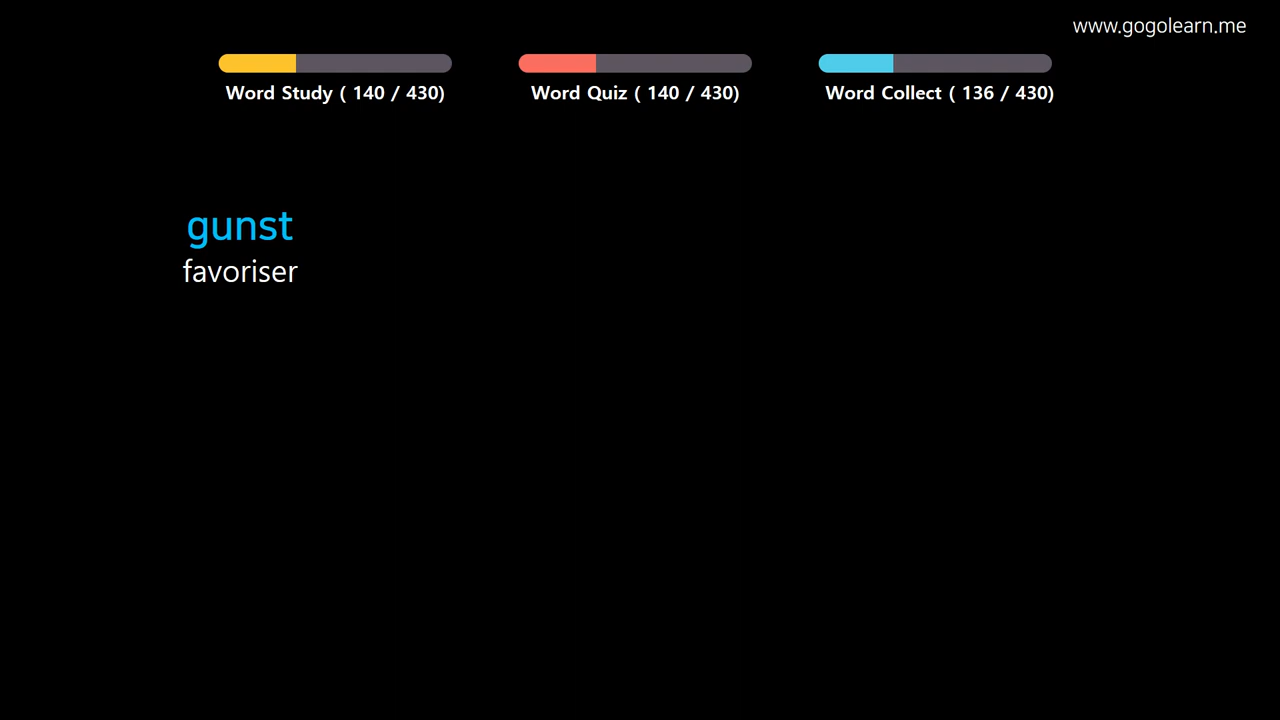 www.gogolearn.me
Word Study ( 140 / 430)
Word Quiz ( 140 / 430)
Word Collect ( 136 / 430)
gunst
favoriser